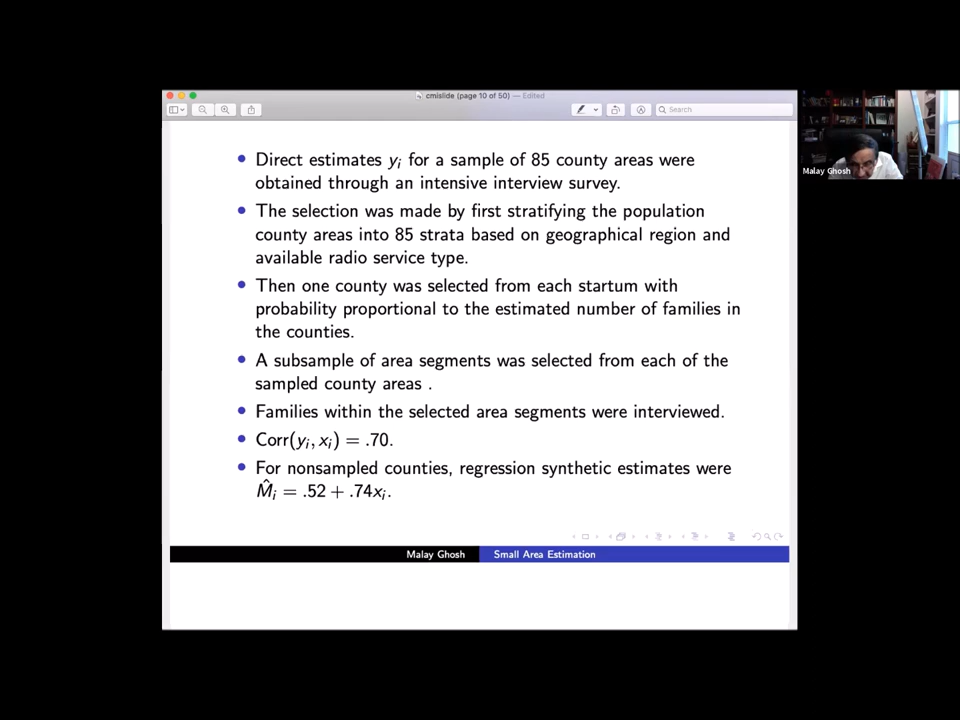 cmislide (page 10 of 50) — Edited
Search
• Direct estimates yᵢ for a sample of 85 county areas were
obtained through an intensive interview survey.
• The selection was made by first stratifying the population
county areas into 85 strata based on geographical region and
available radio service type.
• Then one county was selected from each startum with
probability proportional to the estimated number of families in
the counties.
• A subsample of area segments was selected from each of the
sampled county areas .
• Families within the selected area segments were interviewed.
• Corr(yᵢ, xᵢ) = .70.
• For nonsampled counties, regression synthetic estimates were
M̂ᵢ = .52 + .74xᵢ.
Malay Ghosh
Small Area Estimation
Malay Ghosh